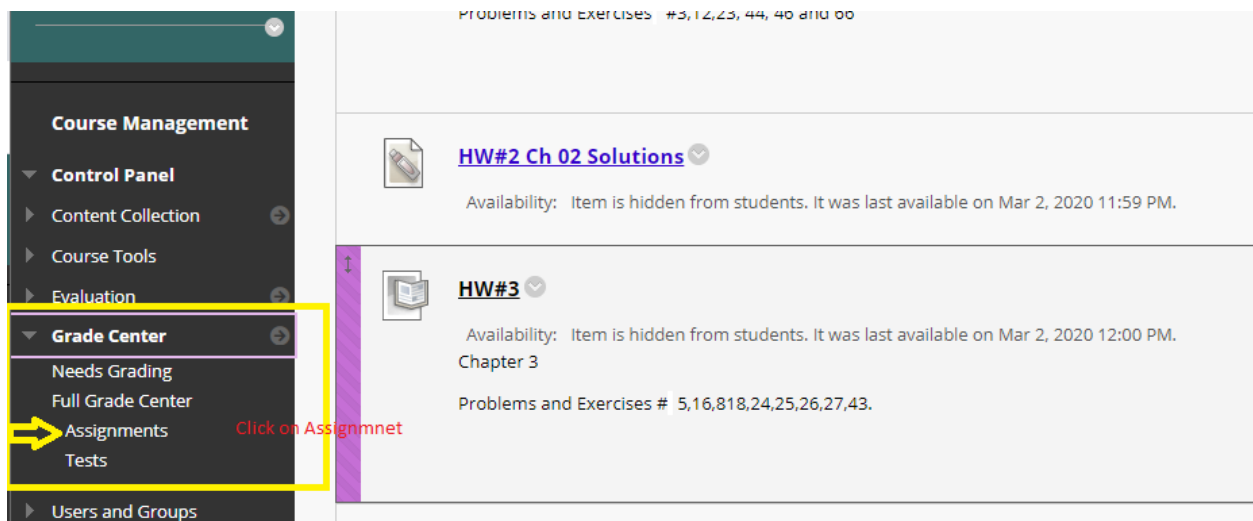 Problems and Exercises #3,12,23, 44, 46 and 66
Course Management
Control Panel
Content Collection
Course Tools
Evaluation
Grade Center
Needs Grading
Full Grade Center
Assignments
Click on Assignmnet
Tests
Users and Groups
HW#2 Ch 02 Solutions
Availability: Item is hidden from students. It was last available on Mar 2, 2020 11:59 PM.
HW#3
Availability: Item is hidden from students. It was last available on Mar 2, 2020 12:00 PM.
Chapter 3
Problems and Exercises # 5,16,818,24,25,26,27,43.